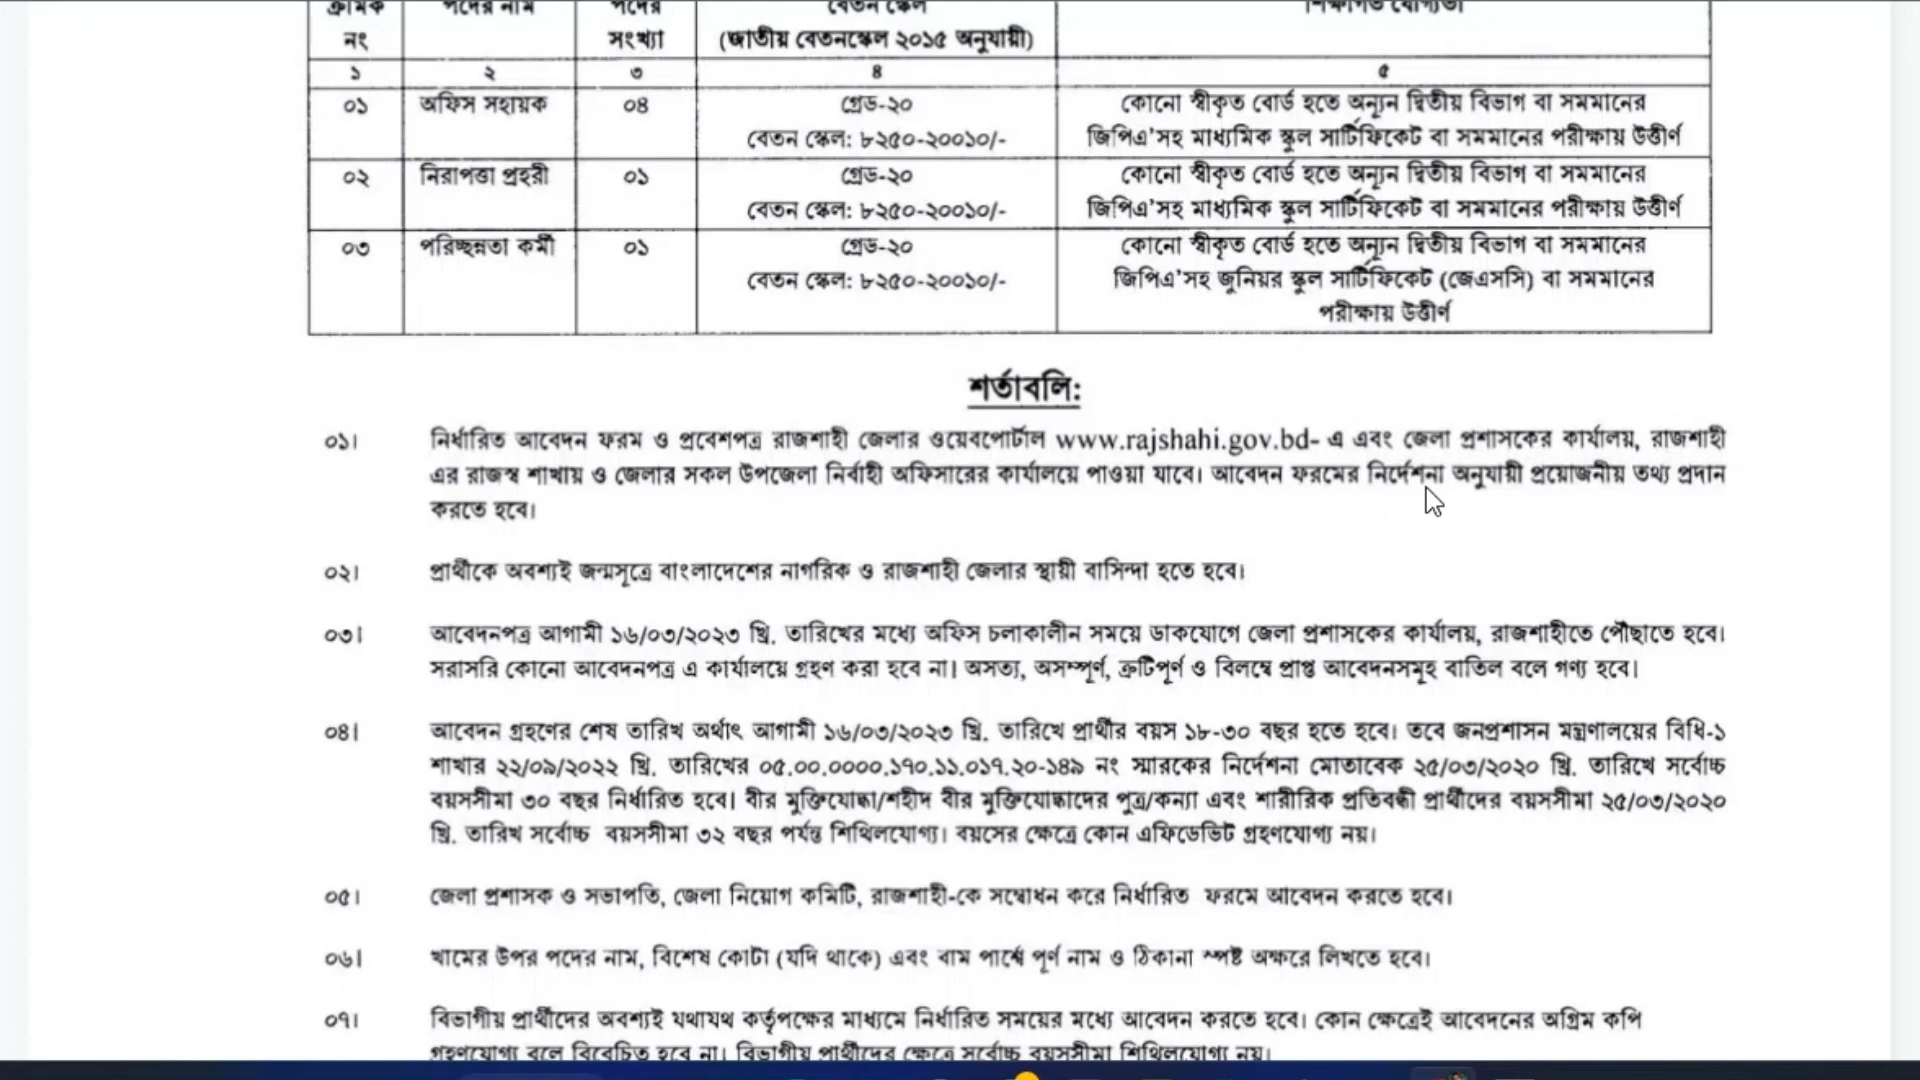 ক্রমিক পদের নাম পদের বেতন স্কেল শিক্ষাগত যোগ্যতা
নং সংখ্যা (জাতীয় বেতনস্কেল ২০১৫ অনুযায়ী)
১ ২ ৩ ৪ ৫
০১ অফিস সহায়ক ০৪ গ্রেড-২০ কোনো স্বীকৃত বোর্ড হতে অন্যূন দ্বিতীয় বিভাগ বা সমমানের
বেতন স্কেল: ৮২৫০-২০০১০/- জিপিএ'সহ মাধ্যমিক স্কুল সার্টিফিকেট বা সমমানের পরীক্ষায় উত্তীর্ণ
০২ নিরাপত্তা প্রহরী ০১ গ্রেড-২০ কোনো স্বীকৃত বোর্ড হতে অন্যূন দ্বিতীয় বিভাগ বা সমমানের
বেতন স্কেল: ৮২৫০-২০০১০/- জিপিএ'সহ মাধ্যমিক স্কুল সার্টিফিকেট বা সমমানের পরীক্ষায় উত্তীর্ণ
০৩ পরিচ্ছন্নতা কর্মী ০১ গ্রেড-২০ কোনো স্বীকৃত বোর্ড হতে অন্যূন দ্বিতীয় বিভাগ বা সমমানের
বেতন স্কেল: ৮২৫০-২০০১০/- জিপিএ'সহ জুনিয়র স্কুল সার্টিফিকেট (জেএসসি) বা সমমানের
পরীক্ষায় উত্তীর্ণ
শর্তাবলি:
০১। নির্ধারিত আবেদন ফরম ও প্রবেশপত্র রাজশাহী জেলার ওয়েবপোর্টাল www.rajshahi.gov.bd- এ এবং জেলা প্রশাসকের কার্যালয়, রাজশাহী
এর রাজস্ব শাখায় ও জেলার সকল উপজেলা নির্বাহী অফিসারের কার্যালয়ে পাওয়া যাবে। আবেদন ফরমের নির্দেশনা অনুযায়ী প্রয়োজনীয় তথ্য প্রদান
করতে হবে।
০২। প্রার্থীকে অবশ্যই জন্মসূত্রে বাংলাদেশের নাগরিক ও রাজশাহী জেলার স্থায়ী বাসিন্দা হতে হবে।
০৩। আবেদনপত্র আগামী ১৬/০৩/২০২৩ খ্রি. তারিখের মধ্যে অফিস চলাকালীন সময়ে ডাকযোগে জেলা প্রশাসকের কার্যালয়, রাজশাহীতে পৌঁছাতে হবে।
সরাসরি কোনো আবেদনপত্র এ কার্যালয়ে গ্রহণ করা হবে না। অসত্য, অসম্পূর্ণ, ত্রুটিপূর্ণ ও বিলম্বে প্রাপ্ত আবেদনসমূহ বাতিল বলে গণ্য হবে।
০৪। আবেদন গ্রহণের শেষ তারিখ অর্থাৎ আগামী ১৬/০৩/২০২৩ খ্রি. তারিখে প্রার্থীর বয়স ১৮-৩০ বছর হতে হবে। তবে জনপ্রশাসন মন্ত্রণালয়ের বিধি-১
শাখার ২২/০৯/২০২২ খ্রি. তারিখের ০৫.০০.০০০০.১৭০.১১.০১৭.২০-১৪৯ নং স্মারকের নির্দেশনা মোতাবেক ২৫/০৩/২০২০ খ্রি. তারিখে সর্বোচ্চ
বয়সসীমা ৩০ বছর নির্ধারিত হবে। বীর মুক্তিযোদ্ধা/শহীদ বীর মুক্তিযোদ্ধাদের পুত্র/কন্যা এবং শারীরিক প্রতিবন্ধী প্রার্থীদের বয়সসীমা ২৫/০৩/২০২০
খ্রি. তারিখ সর্বোচ্চ বয়সসীমা ৩২ বছর পর্যন্ত শিথিলযোগ্য। বয়সের ক্ষেত্রে কোন এফিডেভিট গ্রহণযোগ্য নয়।
০৫। জেলা প্রশাসক ও সভাপতি, জেলা নিয়োগ কমিটি, রাজশাহী-কে সম্বোধন করে নির্ধারিত ফরমে আবেদন করতে হবে।
০৬। খামের উপর পদের নাম, বিশেষ কোটা (যদি থাকে) এবং বাম পার্শ্বে পূর্ণ নাম ও ঠিকানা স্পষ্ট অক্ষরে লিখতে হবে।
০৭। বিভাগীয় প্রার্থীদের অবশ্যই যথাযথ কর্তৃপক্ষের মাধ্যমে নির্ধারিত সময়ের মধ্যে আবেদন করতে হবে। কোন ক্ষেত্রেই আবেদনের অগ্রিম কপি
গ্রহণযোগ্য বলে বিবেচিত হবে না। বিভাগীয় প্রার্থীদের ক্ষেত্রে সর্বোচ্চ বয়সসীমা শিথিলযোগ্য নয়।